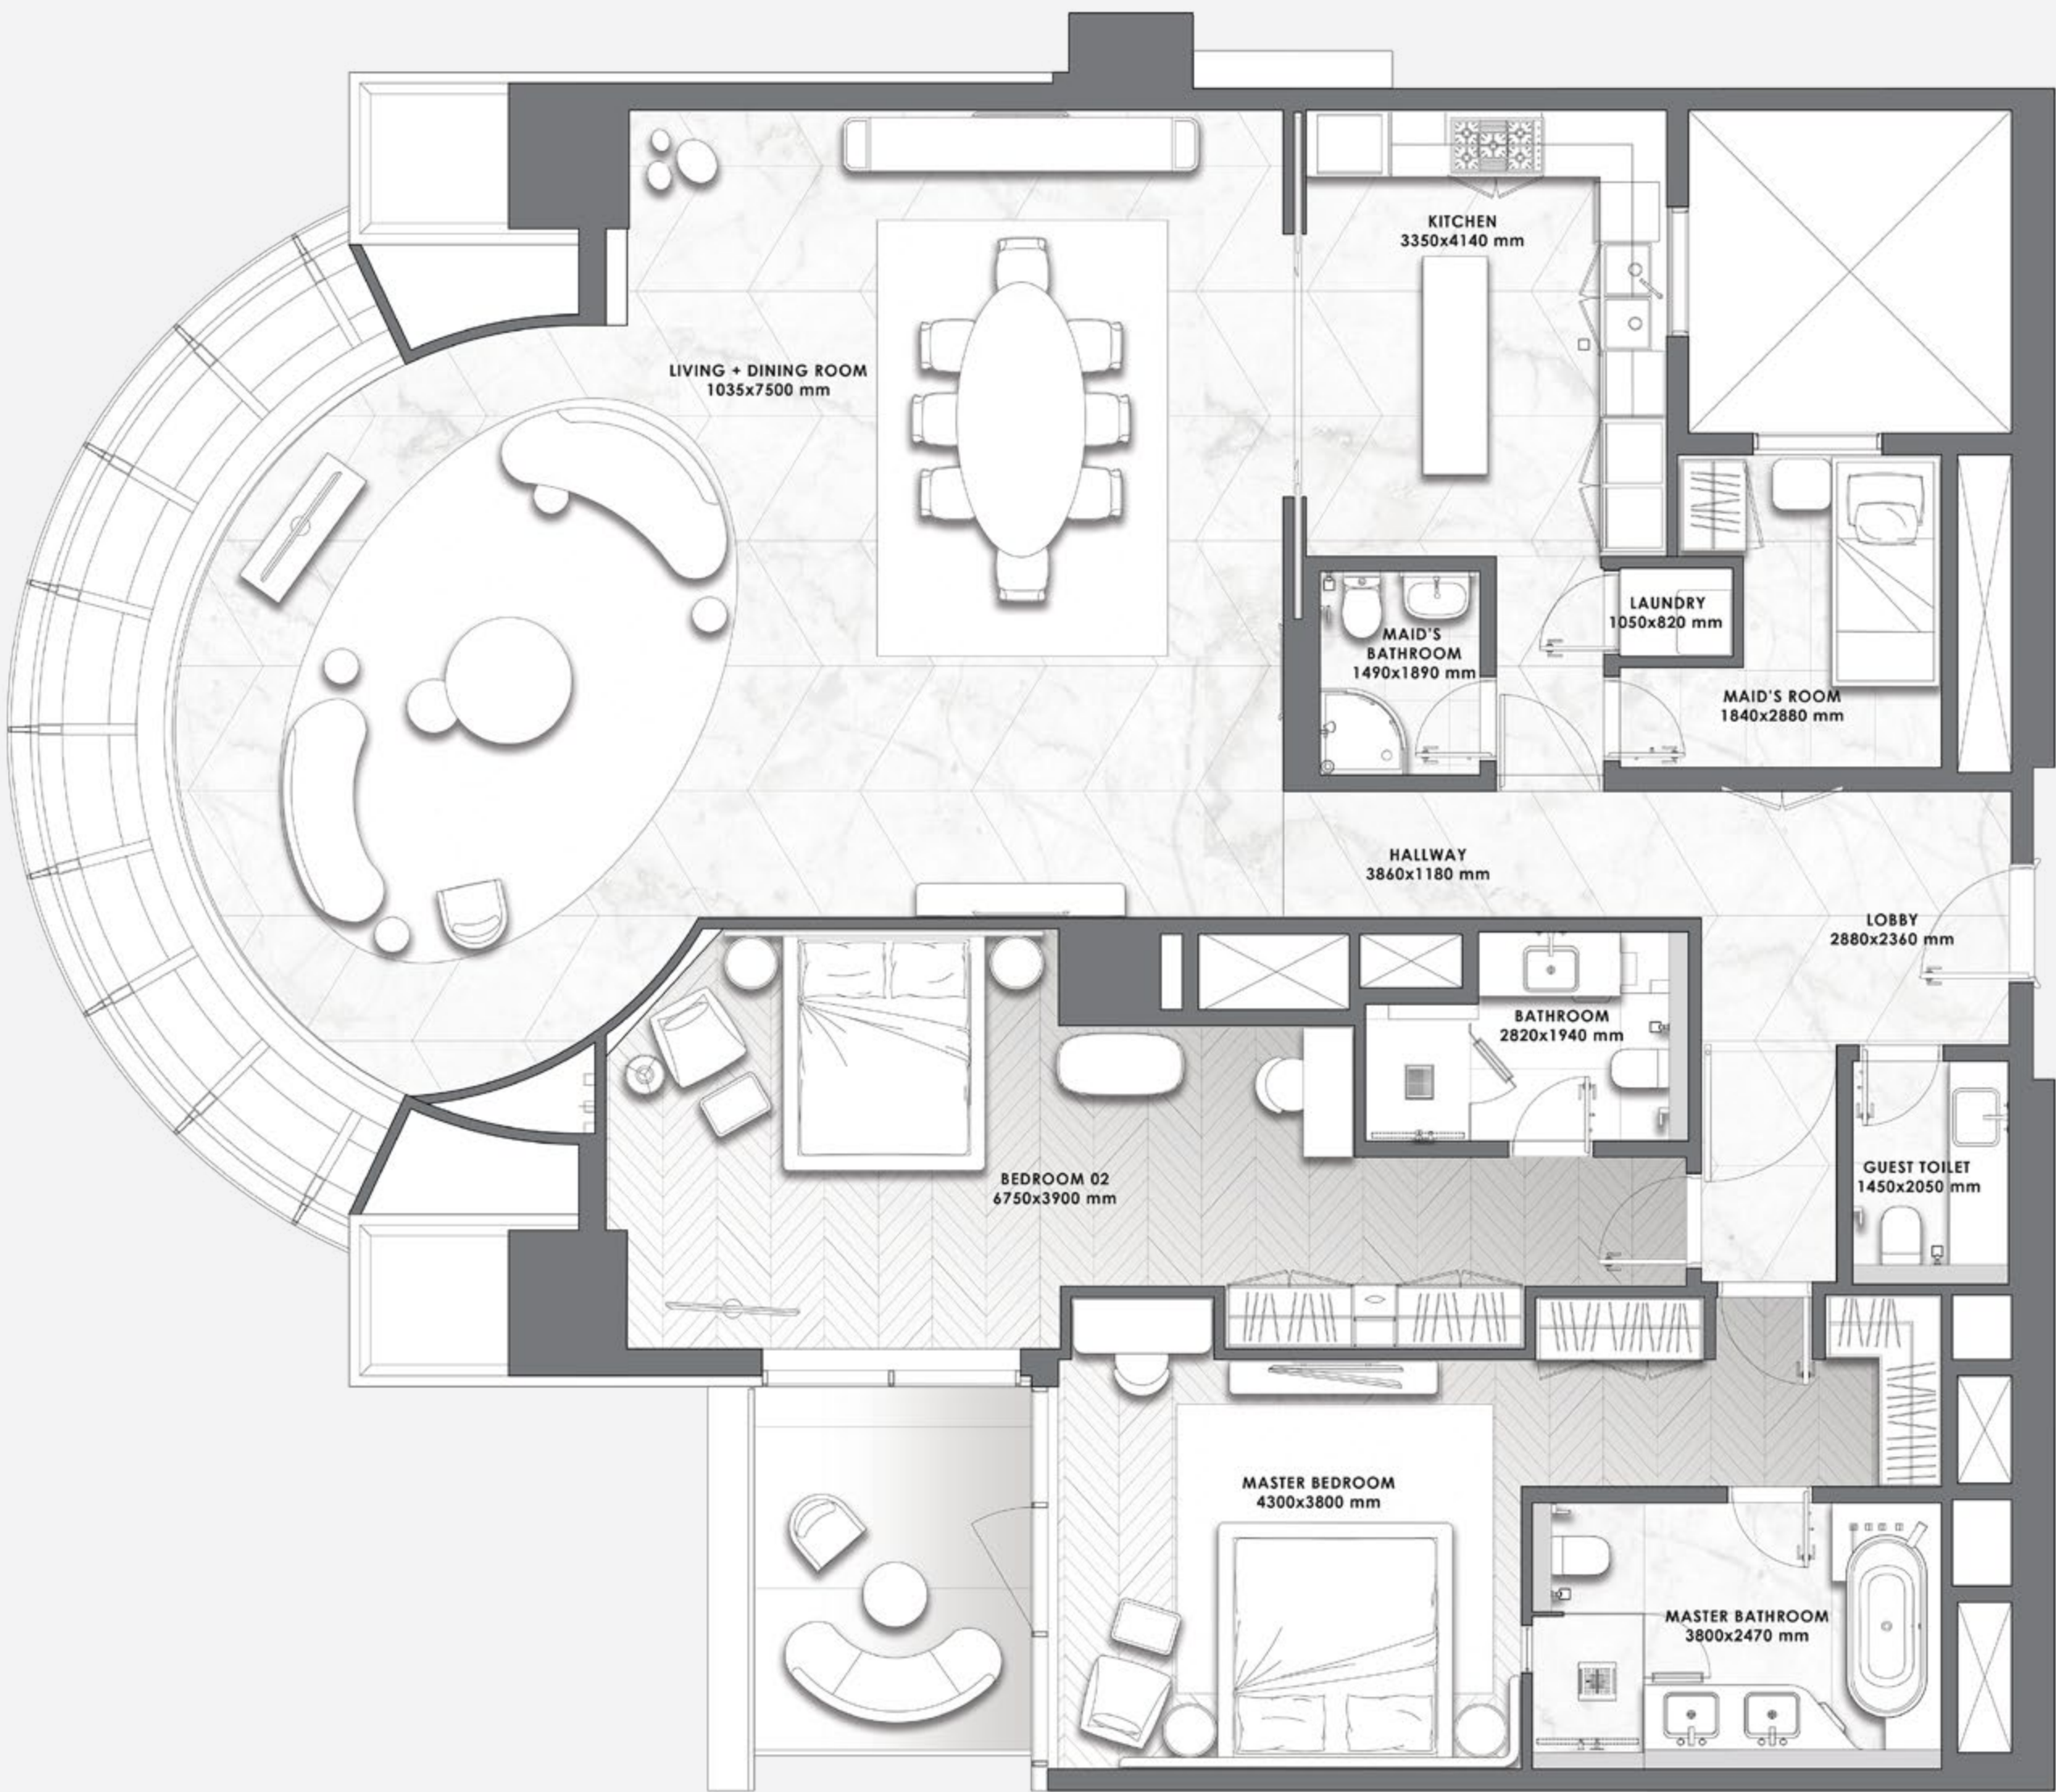 KITCHEN
3350x4140 mm
LIVING + DINING ROOM
1035x7500 mm
LAUNDRY
1050x820 mm
MAID'S
BATHROOM
1490x1890 mm
MAID'S ROOM
1840x2880 mm
HALLWAY
3860x1180 mm
LOBBY
2880x2360 mm
BATHROOM
2820x1940 mm
BEDROOM 02
6750x3900 mm
GUEST TOILET
1450x2050 mm
MASTER BEDROOM
4300x3800 mm
MASTER BATHROOM
3800x2470 mm